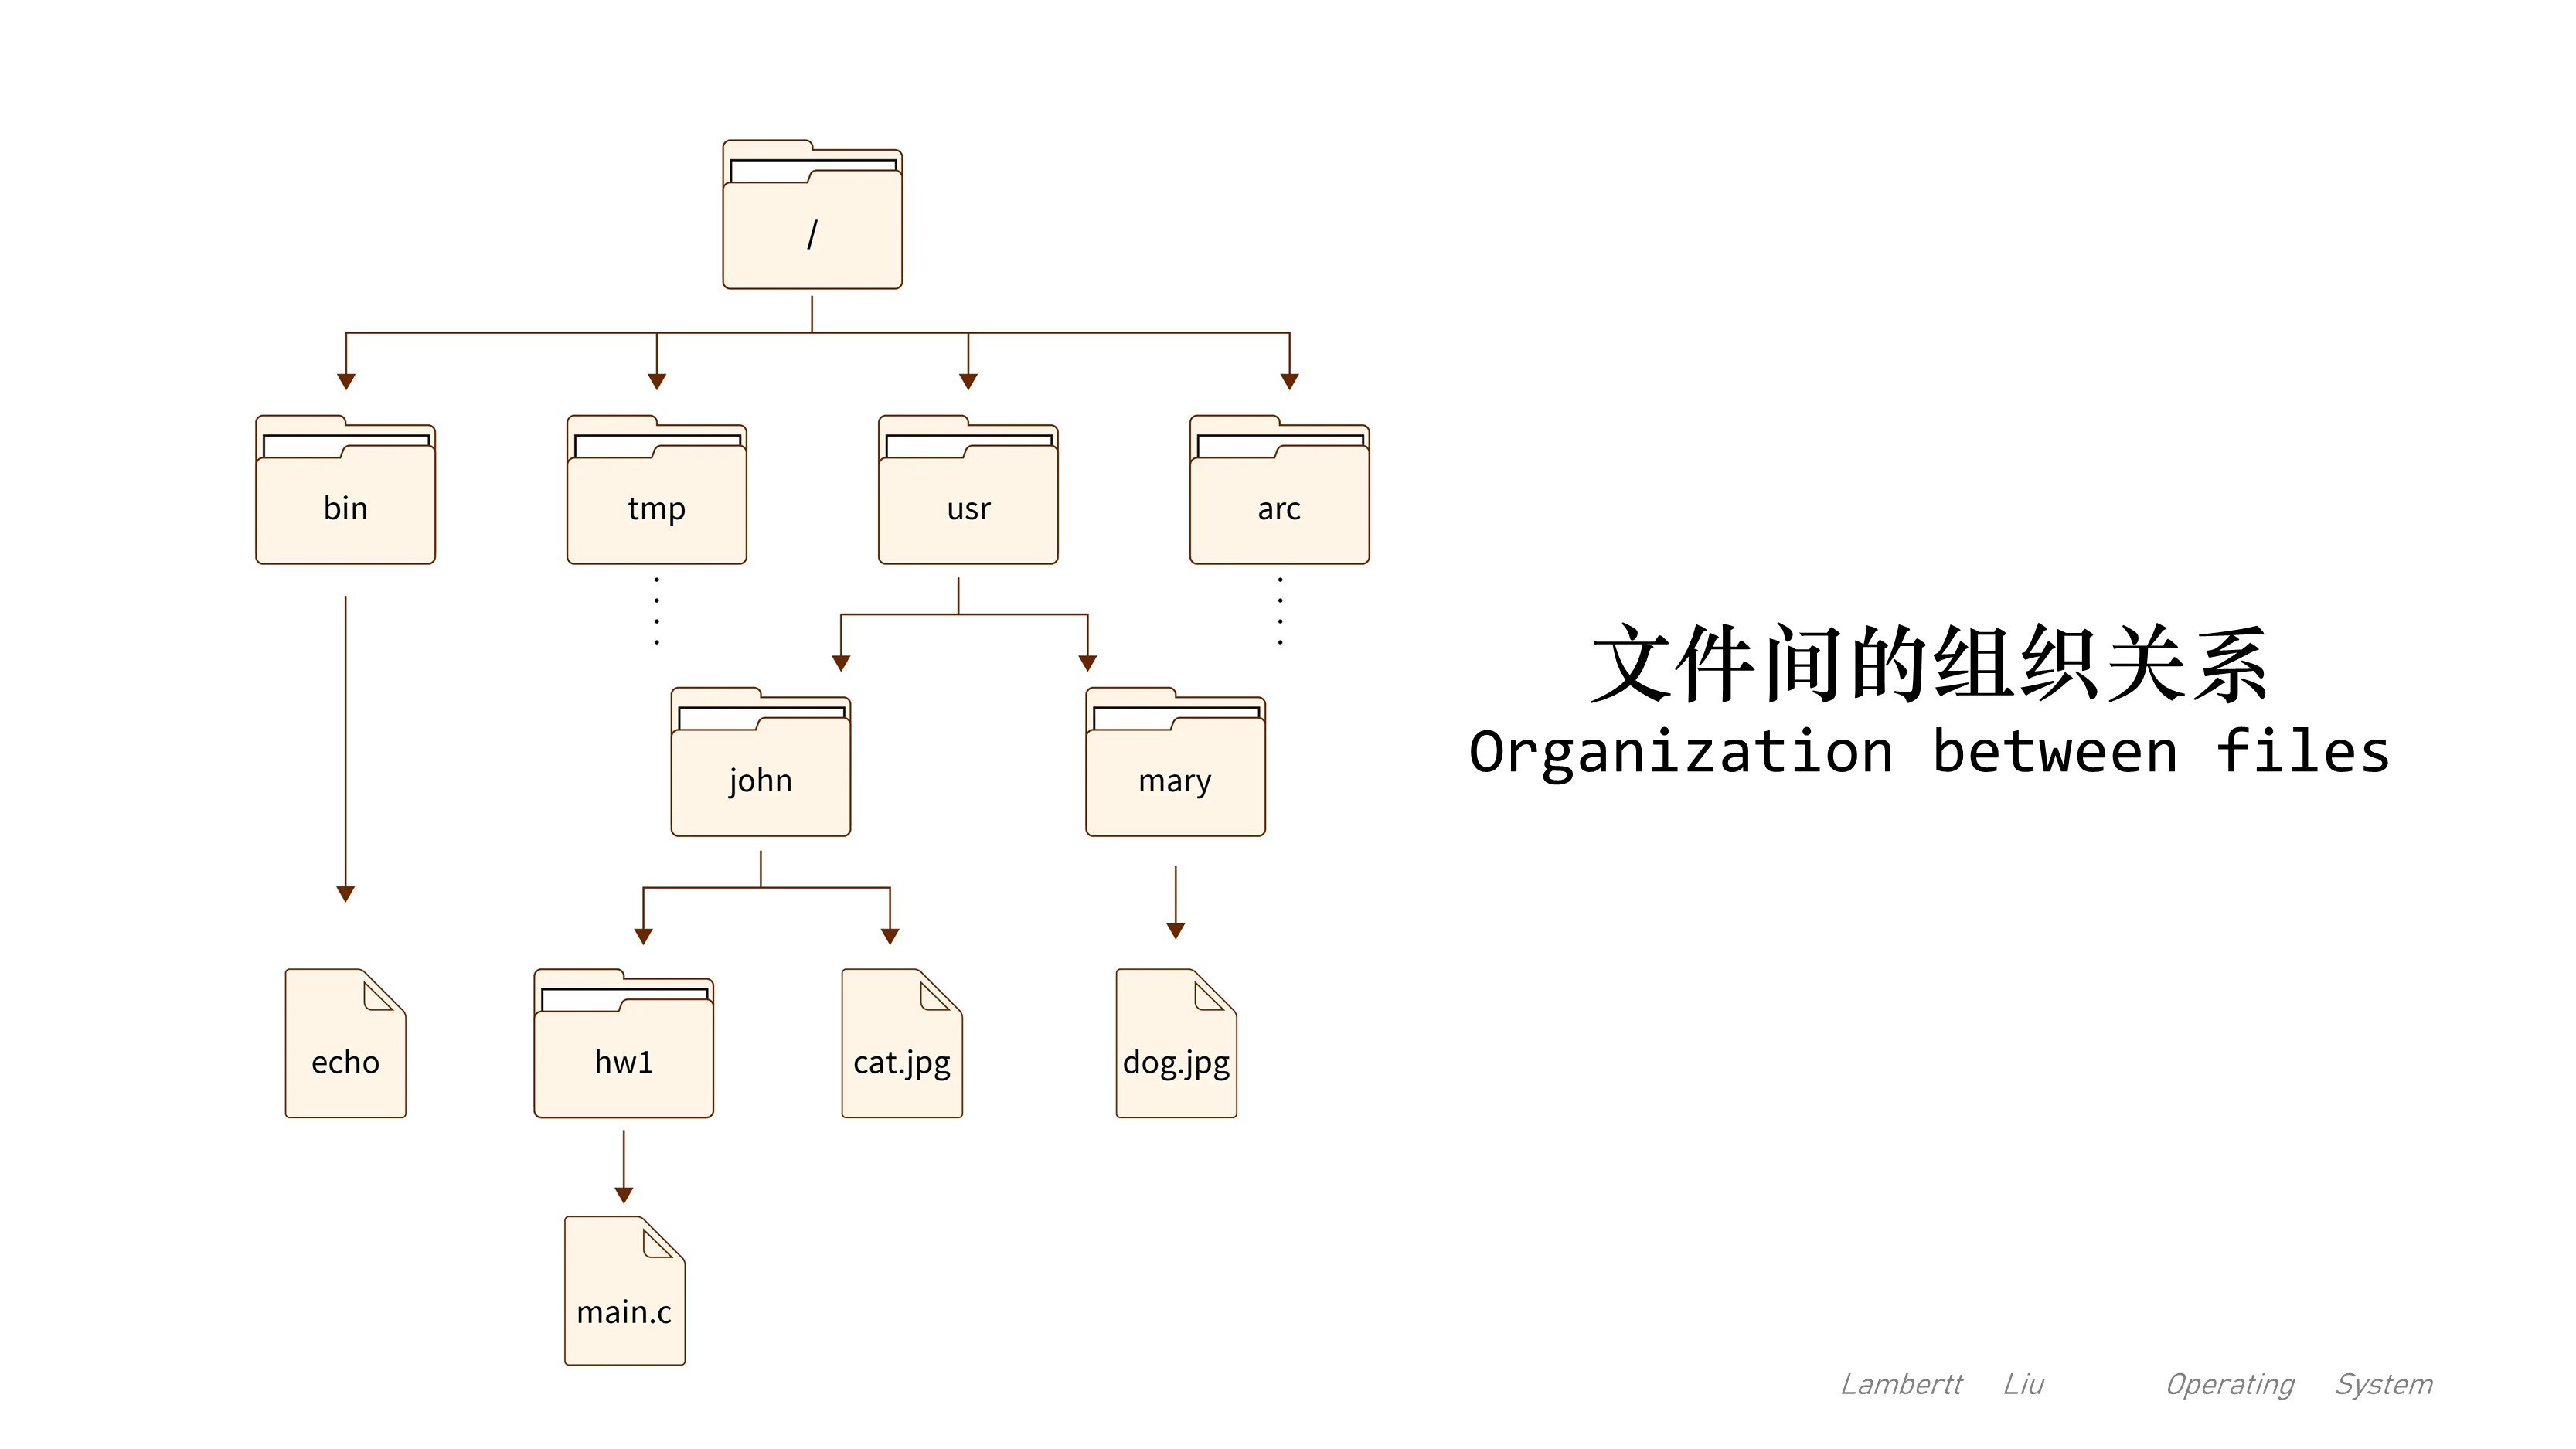 /
bin
tmp
usr
arc
john
mary
文件间的组织关系
Organization between files
echo
hw1
cat.jpg
dog.jpg
main.c
Lambertt Liu Operating System